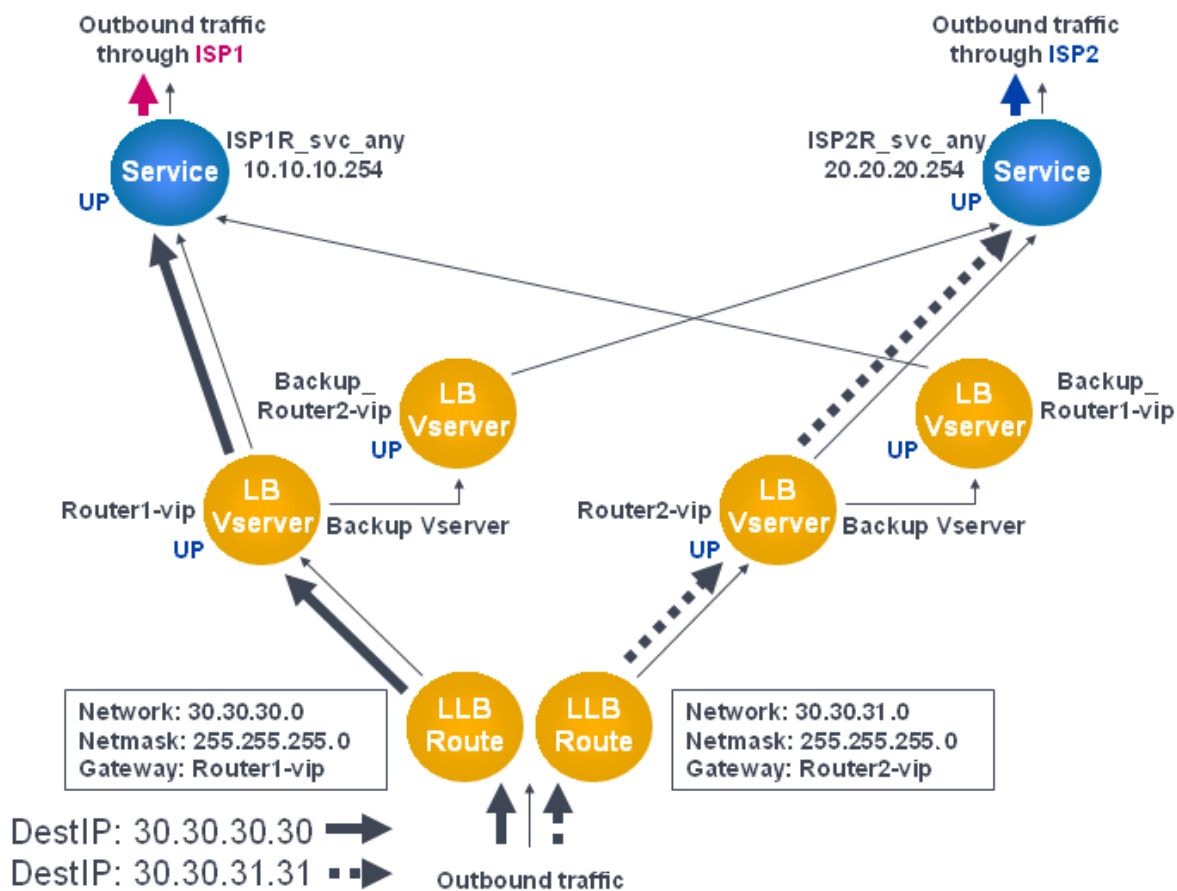 Outbound traffic
through ISP1
Outbound traffic
through ISP2
Service
UP
ISP1R_svc_any
10.10.10.254
ISP2R_svc_any
20.20.20.254
Service
UP
Backup_
Router2-vip
LB
Vserver
UP
LB
Vserver
UP
Backup_
Router1-vip
Router1-vip
LB
Vserver
UP
Backup Vserver
Router2-vip
LB
Vserver
UP
Backup Vserver
Network: 30.30.30.0
Netmask: 255.255.255.0
Gateway: Router1-vip
LLB
Route
LLB
Route
Network: 30.30.31.0
Netmask: 255.255.255.0
Gateway: Router2-vip
DestIP: 30.30.30.30
DestIP: 30.30.31.31
Outbound traffic